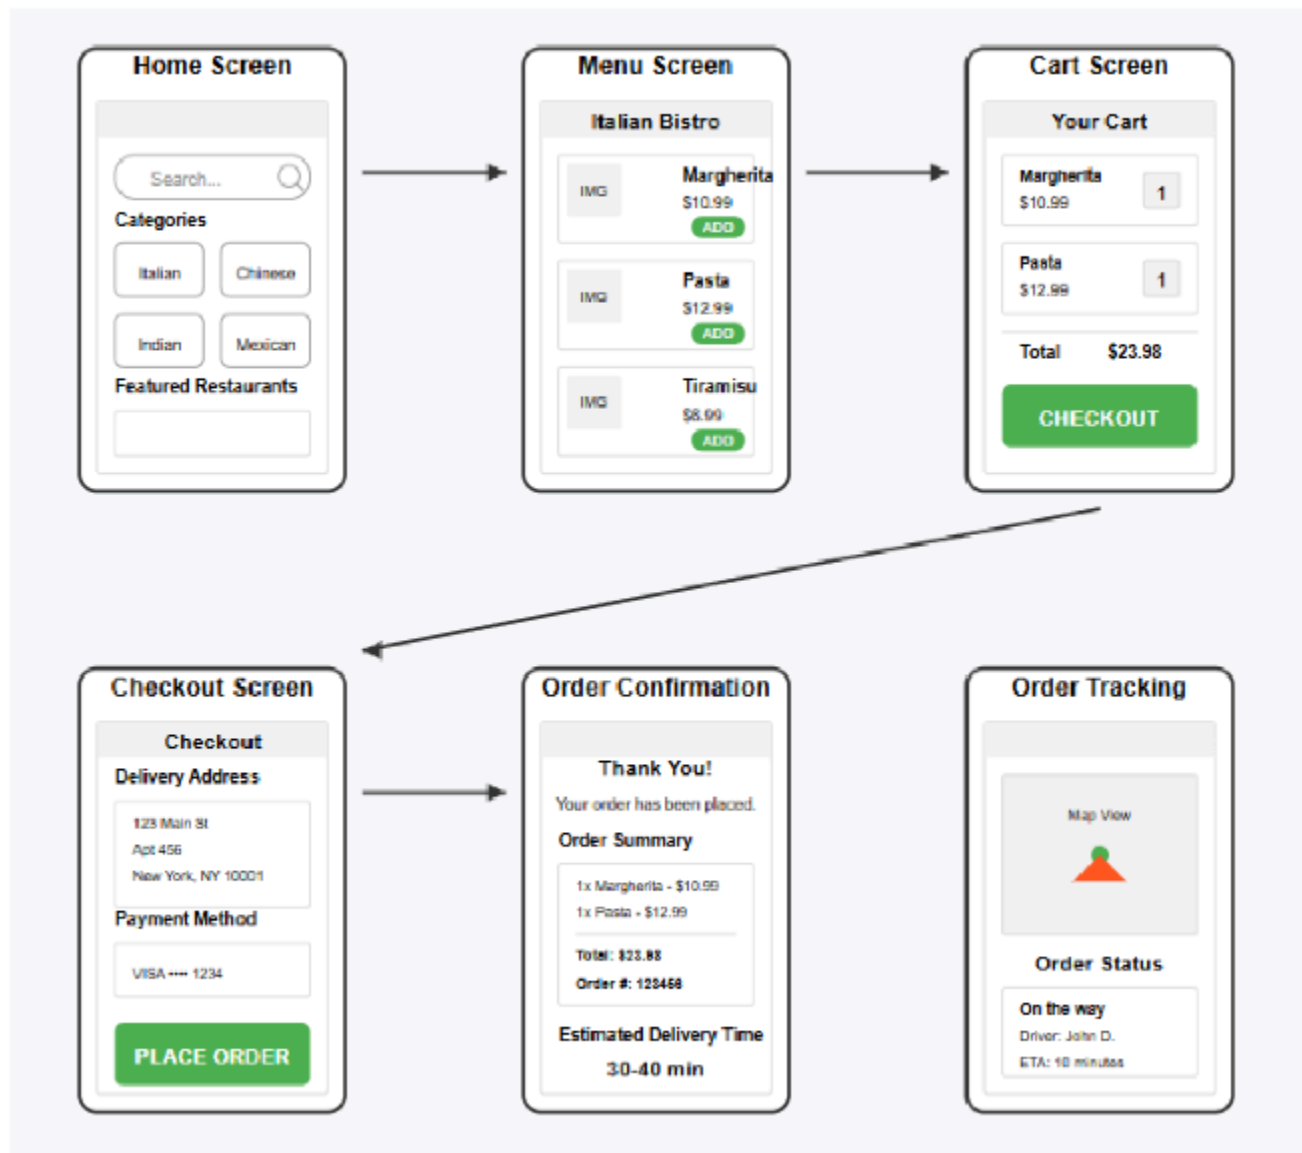 Home Screen
Search...
Categories
Italian
Chinese
Indian
Mexican
Featured Restaurants
Menu Screen
Italian Bistro
IMG
Margherita
$10.99
ADD
IMG
Pasta
$12.99
ADD
IMG
Tiramisu
$8.99
ADD
Cart Screen
Your Cart
Margherita
$10.99
1
Pasta
$12.99
1
Total $23.98
CHECKOUT
Checkout Screen
Checkout
Delivery Address
123 Main St
Apt 456
New York, NY 10001
Payment Method
VISA •••• 1234
PLACE ORDER
Order Confirmation
Thank You!
Your order has been placed.
Order Summary
1x Margherita - $10.99
1x Pasta - $12.99
Total: $23.98
Order #: 123456
Estimated Delivery Time
30-40 min
Order Tracking
Map View
Order Status
On the way
Driver: John D.
ETA: 10 minutes